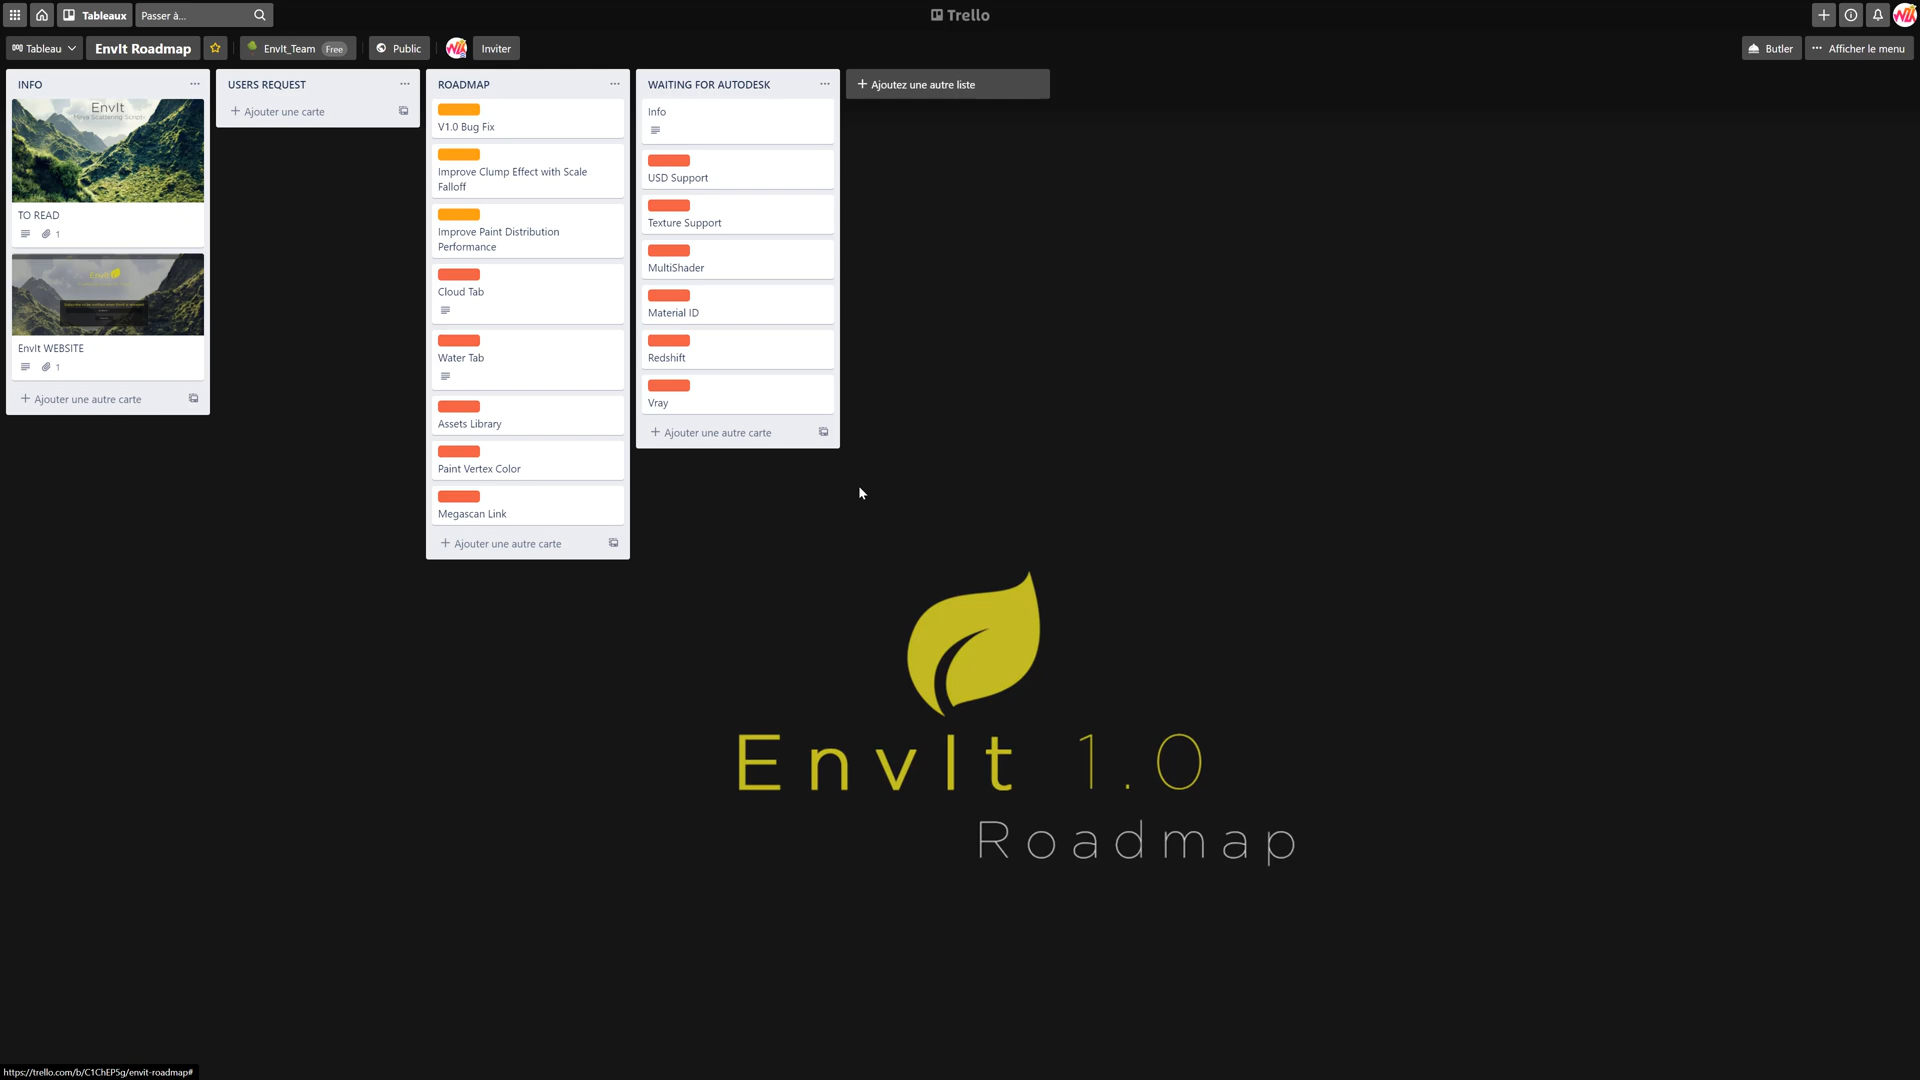 Tableaux
Passer à...
Trello
Tableau
EnvIt Roadmap
EnvIt_Team Free
Public
Inviter
Butler
Afficher le menu
INFO
EnvIt
TO READ
1
EnvIt
EnvIt WEBSITE
1
Ajouter une autre carte
USERS REQUEST
Ajouter une carte
ROADMAP
V1.0 Bug Fix
Improve Clump Effect with Scale
Falloff
Improve Paint Distribution
Performance
Cloud Tab
Water Tab
Assets Library
Paint Vertex Color
Megascan Link
Ajouter une autre carte
WAITING FOR AUTODESK
Info
USD Support
Texture Support
MultiShader
Material ID
Redshift
Vray
Ajouter une autre carte
Ajoutez une autre liste
EnvIt 1.0
Roadmap
https://trello.com/b/C1ChEP5g/envit-roadmap#